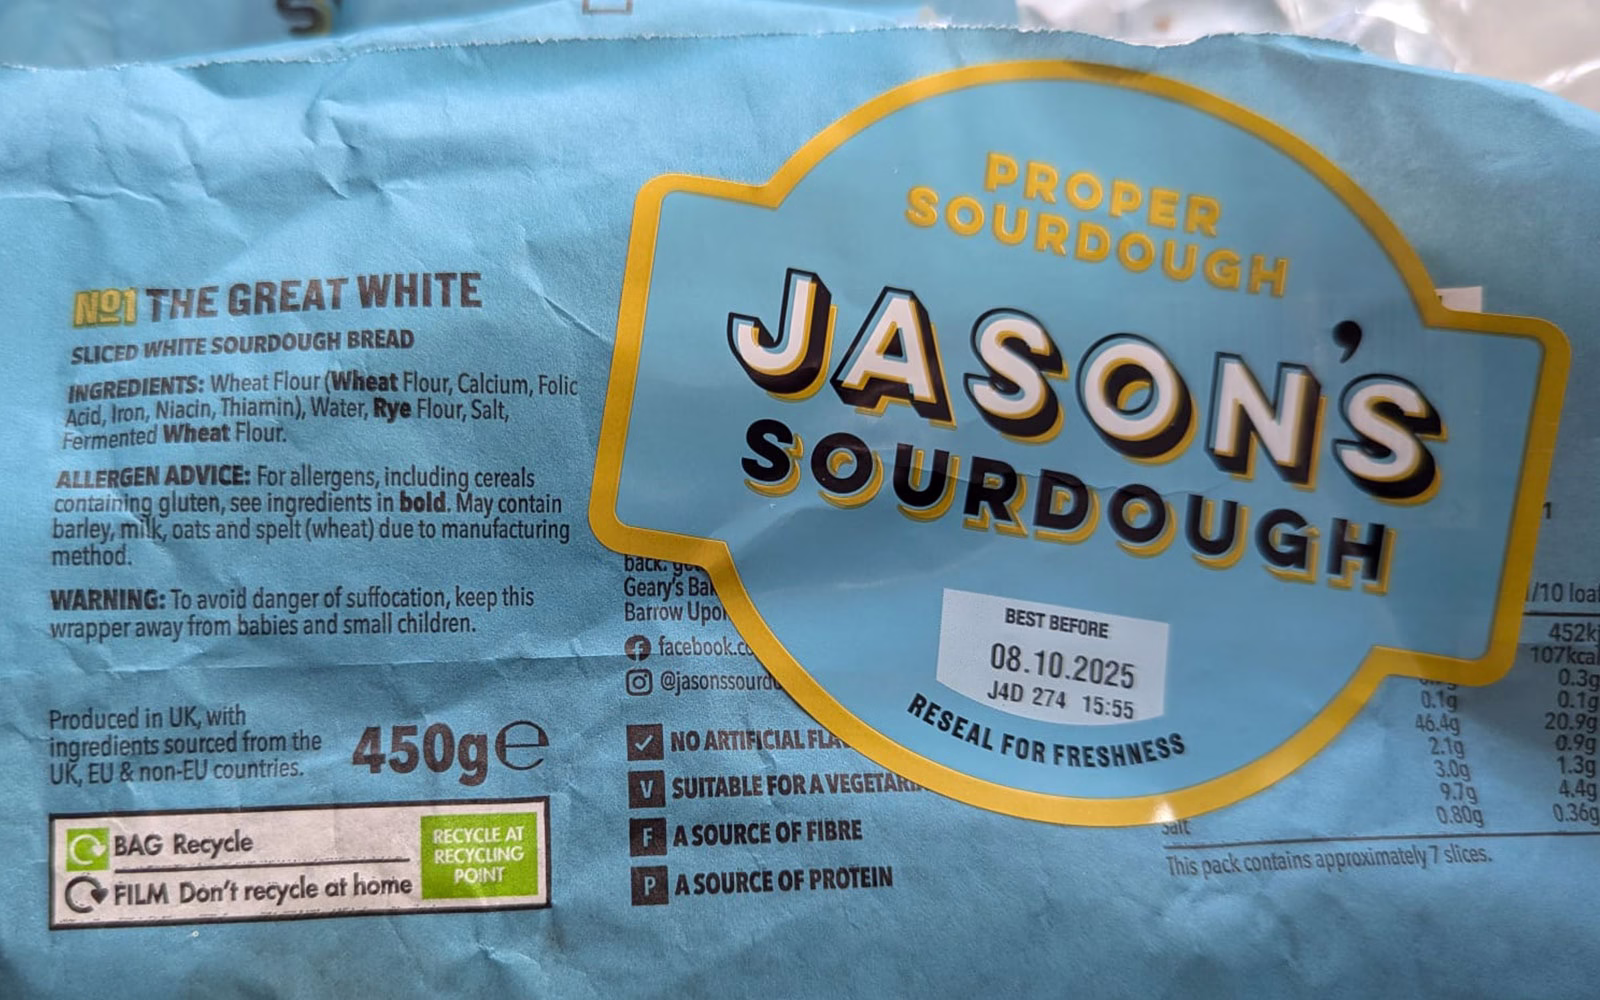 Nº1 THE GREAT WHITE
SLICED WHITE SOURDOUGH BREAD
INGREDIENTS: Wheat Flour (Wheat Flour, Calcium, Folic
Acid, Iron, Niacin, Thiamin), Water, Rye Flour, Salt,
Fermented Wheat Flour.
ALLERGEN ADVICE: For allergens, including cereals
containing gluten, see ingredients in bold. May contain
barley, milk, oats and spelt (wheat) due to manufacturing
method.
WARNING: To avoid danger of suffocation, keep this
wrapper away from babies and small children.
Produced in UK, with
ingredients sourced from the
UK, EU & non-EU countries.
450g℮
BAG Recycle
FILM Don't recycle at home
RECYCLE AT
RECYCLING
POINT
PROPER
SOURDOUGH
JASON'S
SOURDOUGH
BEST BEFORE
08.10.2025
J4D 274 15:55
RESEAL FOR FRESHNESS
back.
Geary's
Barrow
V SUITABLE FOR A
NO ARTIFICIAL
F A SOURCE OF FIBRE
P A SOURCE OF PROTEIN
1/10 loaf
452kj
107kcal
0.3g
0.1g 0.1g
46.4g 20.9g
2.1g 0.9g
3.0g 1.3g
9.7g 4.4g
Salt 0.80g 0.36g
This pack contains approximately 7 slices.